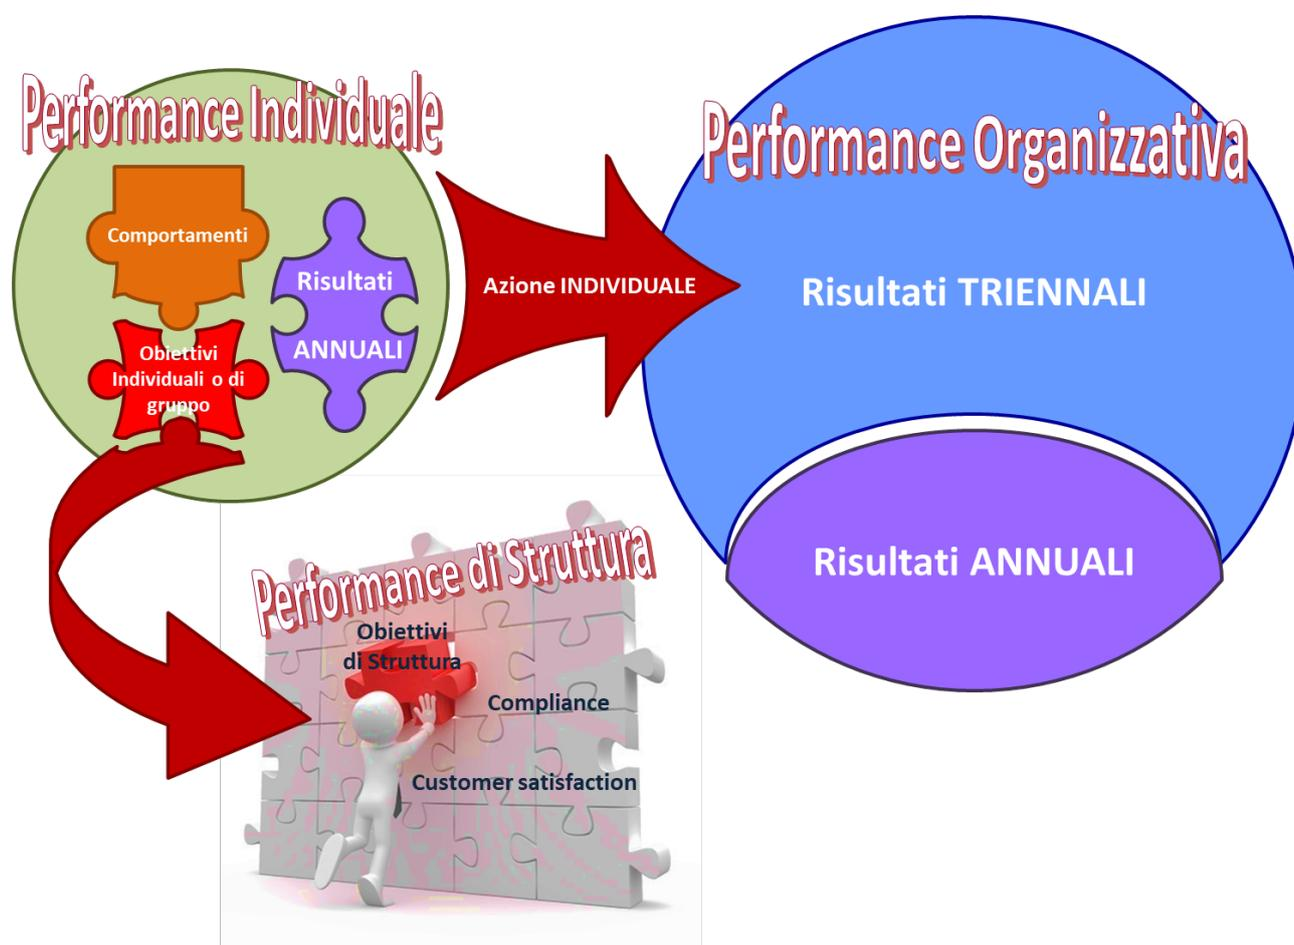 Performance Individuale
Comportamenti
Risultati
ANNUALI
Obiettivi
Individuali o di
gruppo
Azione INDIVIDUALE
Performance Organizzativa
Risultati TRIENNALI
Risultati ANNUALI
Performance di Struttura
Obiettivi
di Struttura
Compliance
Customer satisfaction